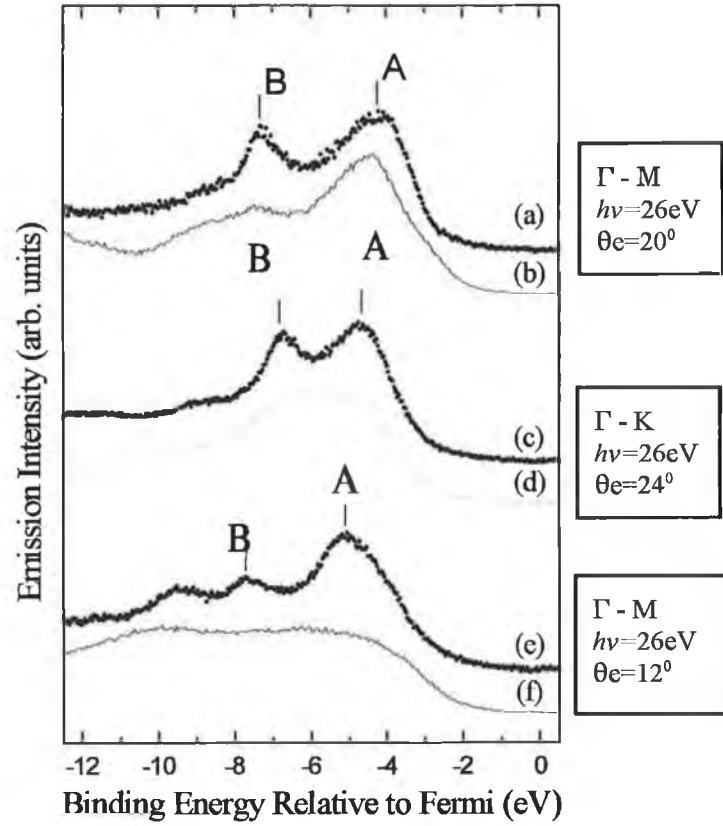 B
A
(a)
(b)
Γ - M
hν=26eV
θe=20⁰
B
A
(c)
(d)
Γ - K
hν=26eV
θe=24⁰
A
B
(e)
(f)
Γ - M
hν=26eV
θe=12⁰
Emission Intensity (arb. units)
-12 -10 -8 -6 -4 -2 0
Binding Energy Relative to Fermi (eV)